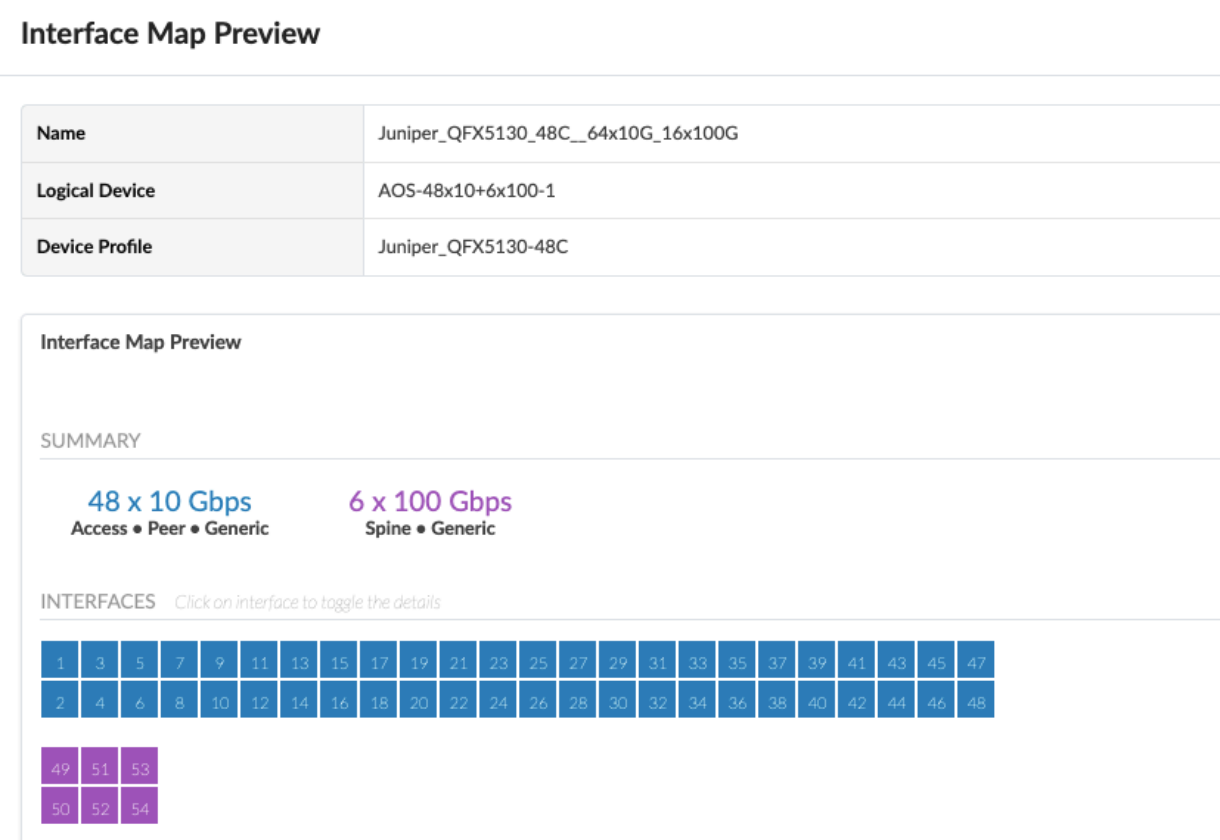 Interface Map Preview
Name Juniper_QFX5130_48C__64x10G_16x100G
Logical Device AOS-48x10+6x100-1
Device Profile Juniper_QFX5130-48C
Interface Map Preview
SUMMARY
48 x 10 Gbps 6 x 100 Gbps
Access • Peer • Generic Spine • Generic
INTERFACES Click on interface to toggle the details
1 3 5 7 9 11 13 15 17 19 21 23 25 27 29 31 33 35 37 39 41 43 45 47
2 4 6 8 10 12 14 16 18 20 22 24 26 28 30 32 34 36 38 40 42 44 46 48
49 51 53
50 52 54